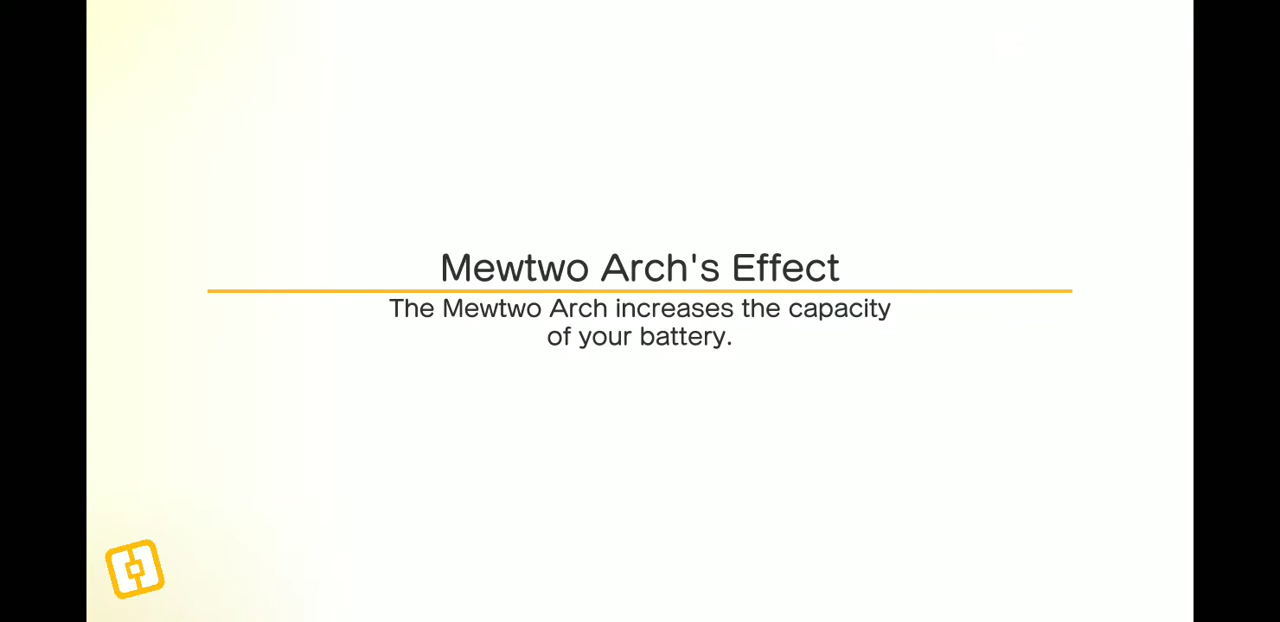 Mewtwo Arch's Effect
The Mewtwo Arch increases the capacity
of your battery.